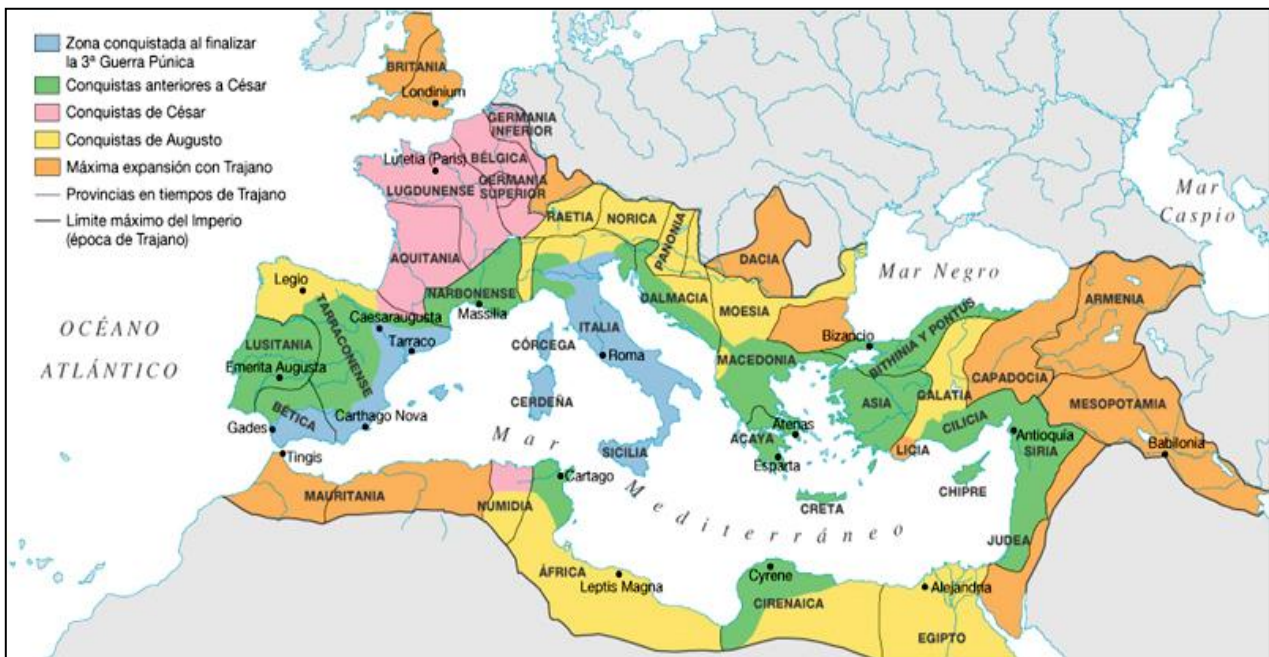 Zona conquistada al finalizar
la 3ª Guerra Púnica
Conquistas anteriores a César
Conquistas de César
Conquistas de Augusto
Máxima expansión con Trajano
Provincias en tiempos de Trajano
Límite máximo del Imperio
(época de Trajano)
BRITANIA
Londinium
GERMANIA
INFERIOR
Lutetia (París)
BÉLGICA
LUGDUNENSE
GERMANIA
SUPERIOR
RAETIA
NORICA
PANONIA
DACIA
Mar
Caspio
AQUITANIA
Mar Negro
Legio
NARBONENSE
Massilia
DALMACIA
MOESIA
ARMENIA
OCÉANO
ATLÁNTICO
TARRACONENSE
Caesaraugusta
Tarraco
ITALIA
CÓRCEGA
Roma
Bizancio
BITHINIA Y PONTUS
LUSITANIA
Emerita Augusta
MACEDONIA
CAPADOCIA
GALATIA
MESOPOTAMIA
CERDEÑA
ASIA
CILICIA
BÉTICA
Carthago Nova
Gades
Atenas
ACAYA
Antioquía
SIRIA
Babilonia
Tingis
SICILIA
Esparta
LICIA
Cartago
CHIPRE
MAURITANIA
NUMIDIA
CRETA
Mar Mediterráneo
JUDEA
ÁFRICA
Leptis Magna
Cyrene
CIRENAICA
Alejandría
EGIPTO